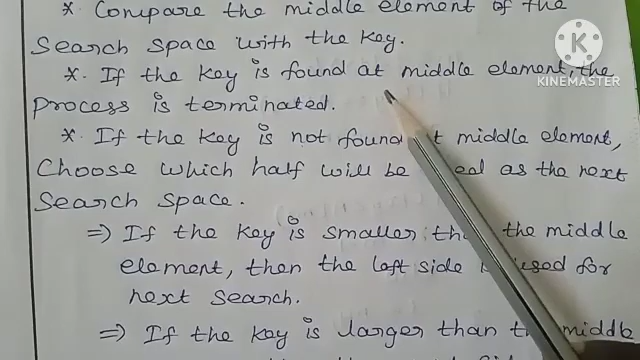 * Compare the middle element of the
Search space with the key.
* If the key is found at middle element, the
process is terminated.
* If the key is not found middle element,
Choose which half will be as the next
Search space.
⇒ If the key is smaller the middle
element, then the left side used for
next search.
⇒ If the key is larger than middle
K
KINEMASTER